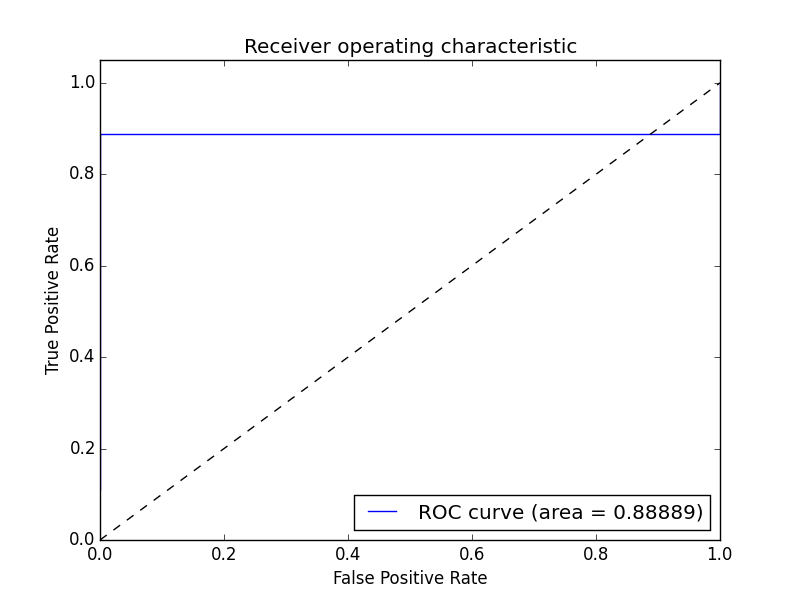 Receiver operating characteristic
1.0
0.8
0.6
0.4
0.2
0.0
True Positive Rate
ROC curve (area = 0.88889)
0.0 0.2 0.4 0.6 0.8 1.0
False Positive Rate